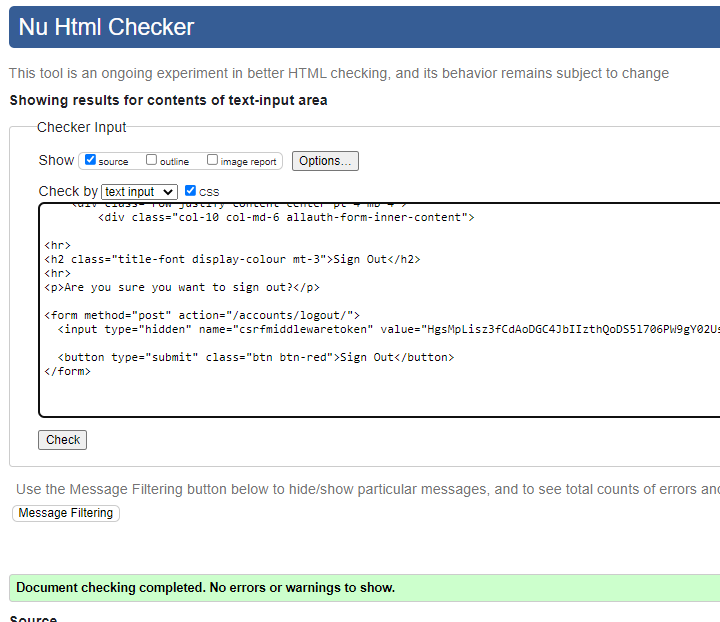 Nu Html Checker
This tool is an ongoing experiment in better HTML checking, and its behavior remains subject to change
Showing results for contents of text-input area
Checker Input
Show source outline image report Options...
Check by text input css
<div class="row justify-content-center pt-4 mb-4">
<div class="col-10 col-md-6 allauth-form-inner-content">
<hr>
<h2 class="title-font display-colour mt-3">Sign Out</h2>
<hr>
<p>Are you sure you want to sign out?</p>
<form method="post" action="/accounts/logout/">
<input type="hidden" name="csrfmiddlewaretoken" value="HgsMpLisz3fCdAoDGC4JbIIzthQoDS5l706PW9gY02Us
<button type="submit" class="btn btn-red">Sign Out</button>
</form>
Check
Use the Message Filtering button below to hide/show particular messages, and to see total counts of errors and
Message Filtering
Document checking completed. No errors or warnings to show.
Source